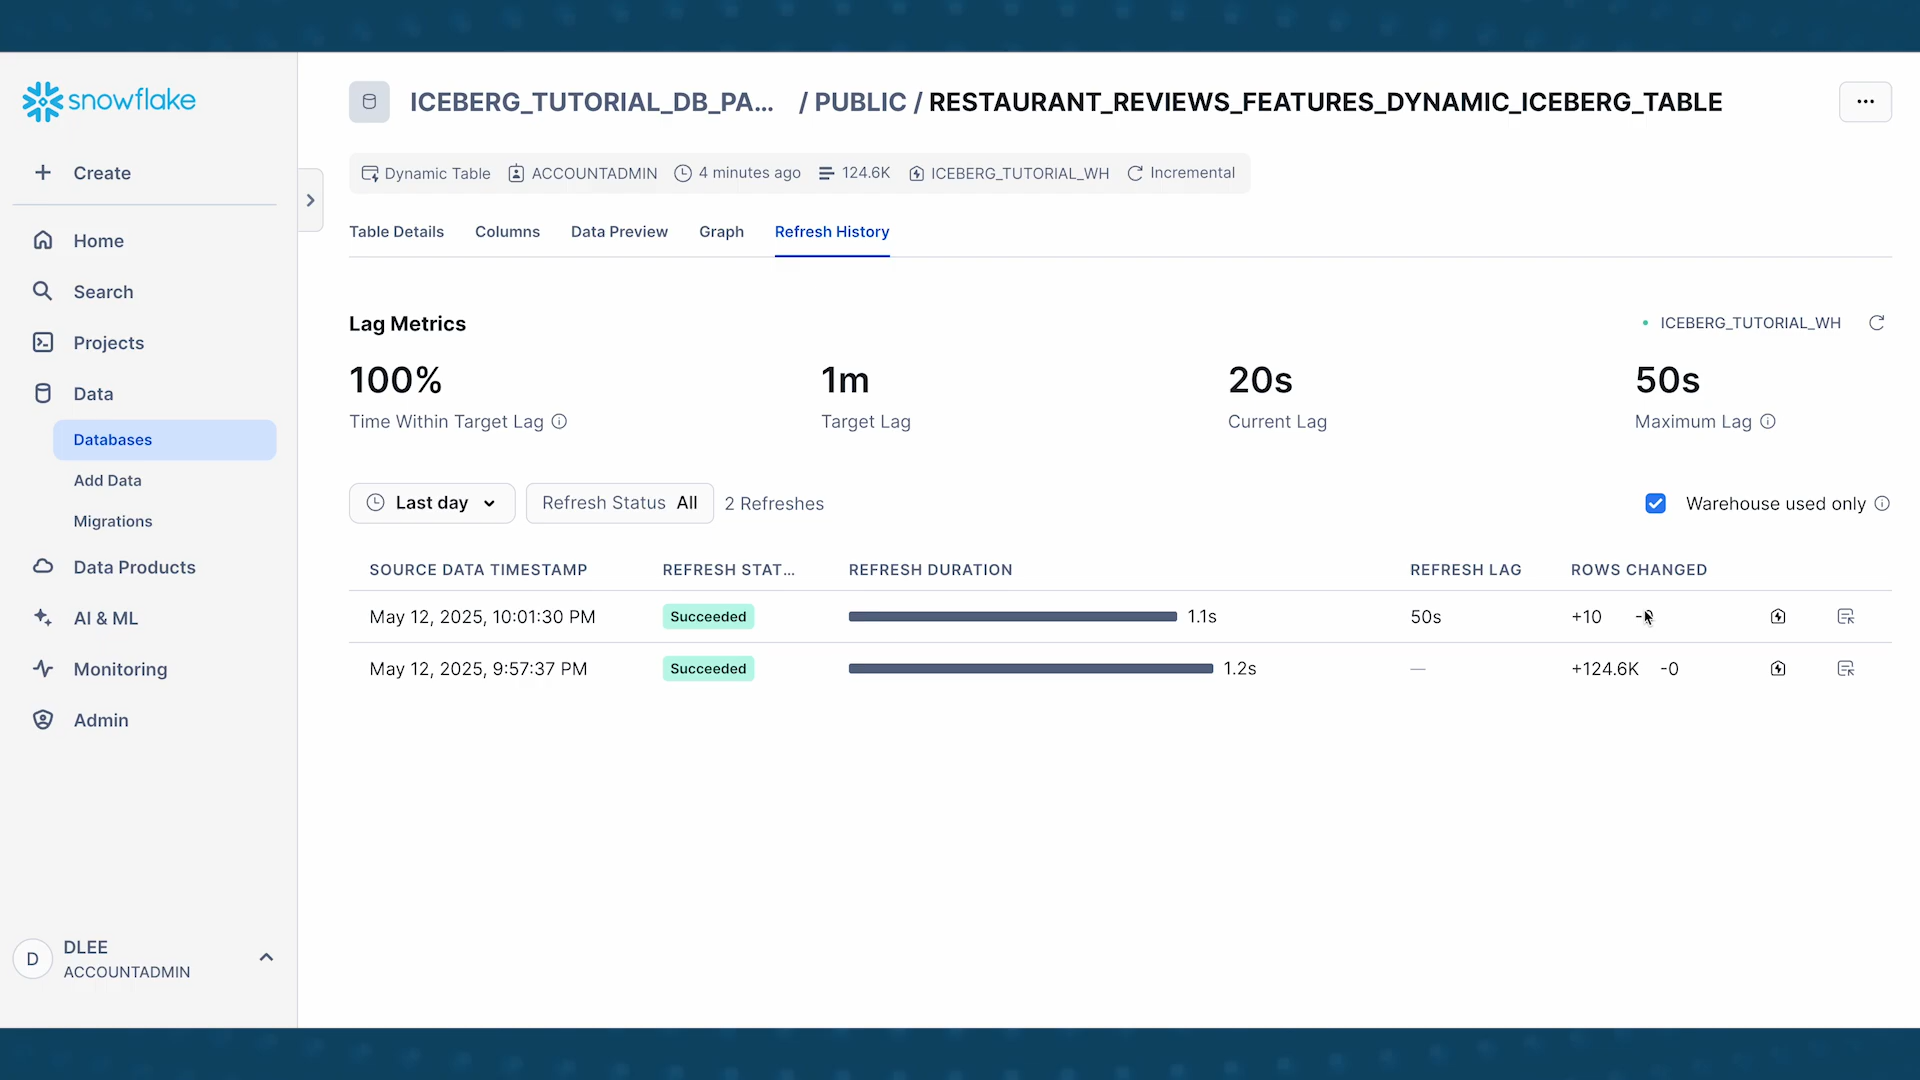 snowflake
ICEBERG_TUTORIAL_DB_PA... / PUBLIC / RESTAURANT_REVIEWS_FEATURES_DYNAMIC_ICEBERG_TABLE
Create
Dynamic Table ACCOUNTADMIN 4 minutes ago 124.6K ICEBERG_TUTORIAL_WH Incremental
Home
Table Details Columns Data Preview Graph Refresh History
Search
Projects
Data
Databases
Add Data
Migrations
Data Products
AI & ML
Monitoring
Admin
Lag Metrics
ICEBERG_TUTORIAL_WH
100% 1m 20s 50s
Time Within Target Lag Target Lag Current Lag Maximum Lag
Last day Refresh Status All 2 Refreshes Warehouse used only
SOURCE DATA TIMESTAMP REFRESH STAT... REFRESH DURATION REFRESH LAG ROWS CHANGED
May 12, 2025, 10:01:30 PM Succeeded 1.1s 50s +10
May 12, 2025, 9:57:37 PM Succeeded 1.2s — +124.6K -0
D
DLEE
ACCOUNTADMIN